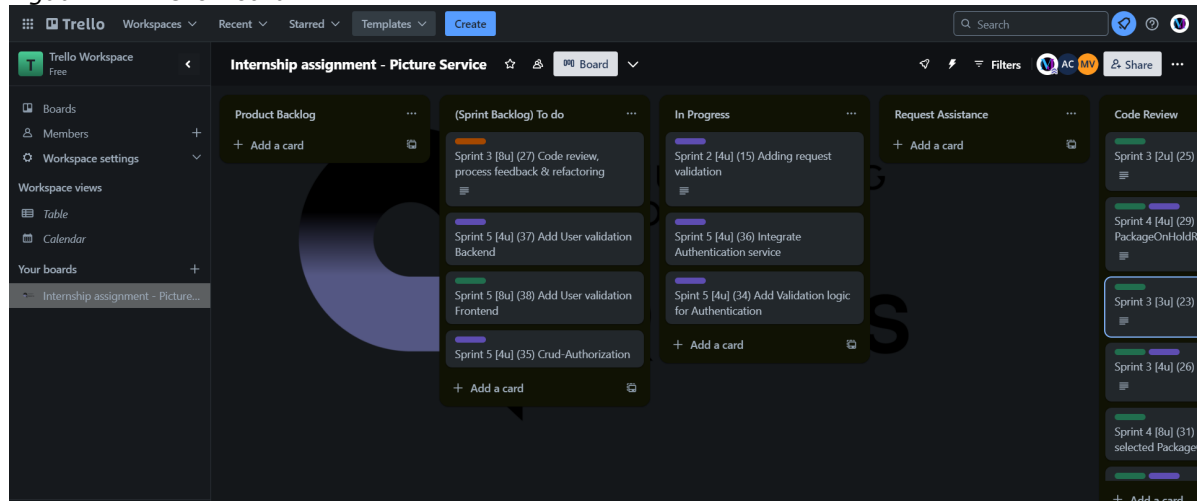 Trello
Workspaces
Recent
Starred
Templates
Create
Search
T
Trello Workspace
Free
Internship assignment - Picture Service
Board
Filters
AC
MV
Share
Boards
Members
Workspace settings
Workspace views
Table
Calendar
Your boards
Internship assignment - Picture...
Product Backlog
+ Add a card
(Sprint Backlog) To do
Sprint 3 [8u] (27) Code review,
process feedback & refactoring
Sprint 5 [4u] (37) Add User validation
Backend
Sprint 5 [8u] (38) Add User validation
Frontend
Sprint 5 [4u] (35) Crud-Authorization
+ Add a card
In Progress
Sprint 2 [4u] (15) Adding request
validation
Sprint 5 [4u] (36) Integrate
Authentication service
Spint 5 [4u] (34) Add Validation logic
for Authentication
+ Add a card
Request Assistance
+ Add a card
Code Review
Sprint 3 [2u] (25)
Sprint 4 [4u] (29)
PackageOnHoldR
Sprint 3 [3u] (23)
Sprint 3 [4u] (26)
Sprint 4 [8u] (31)
selected Package
+ Add a card